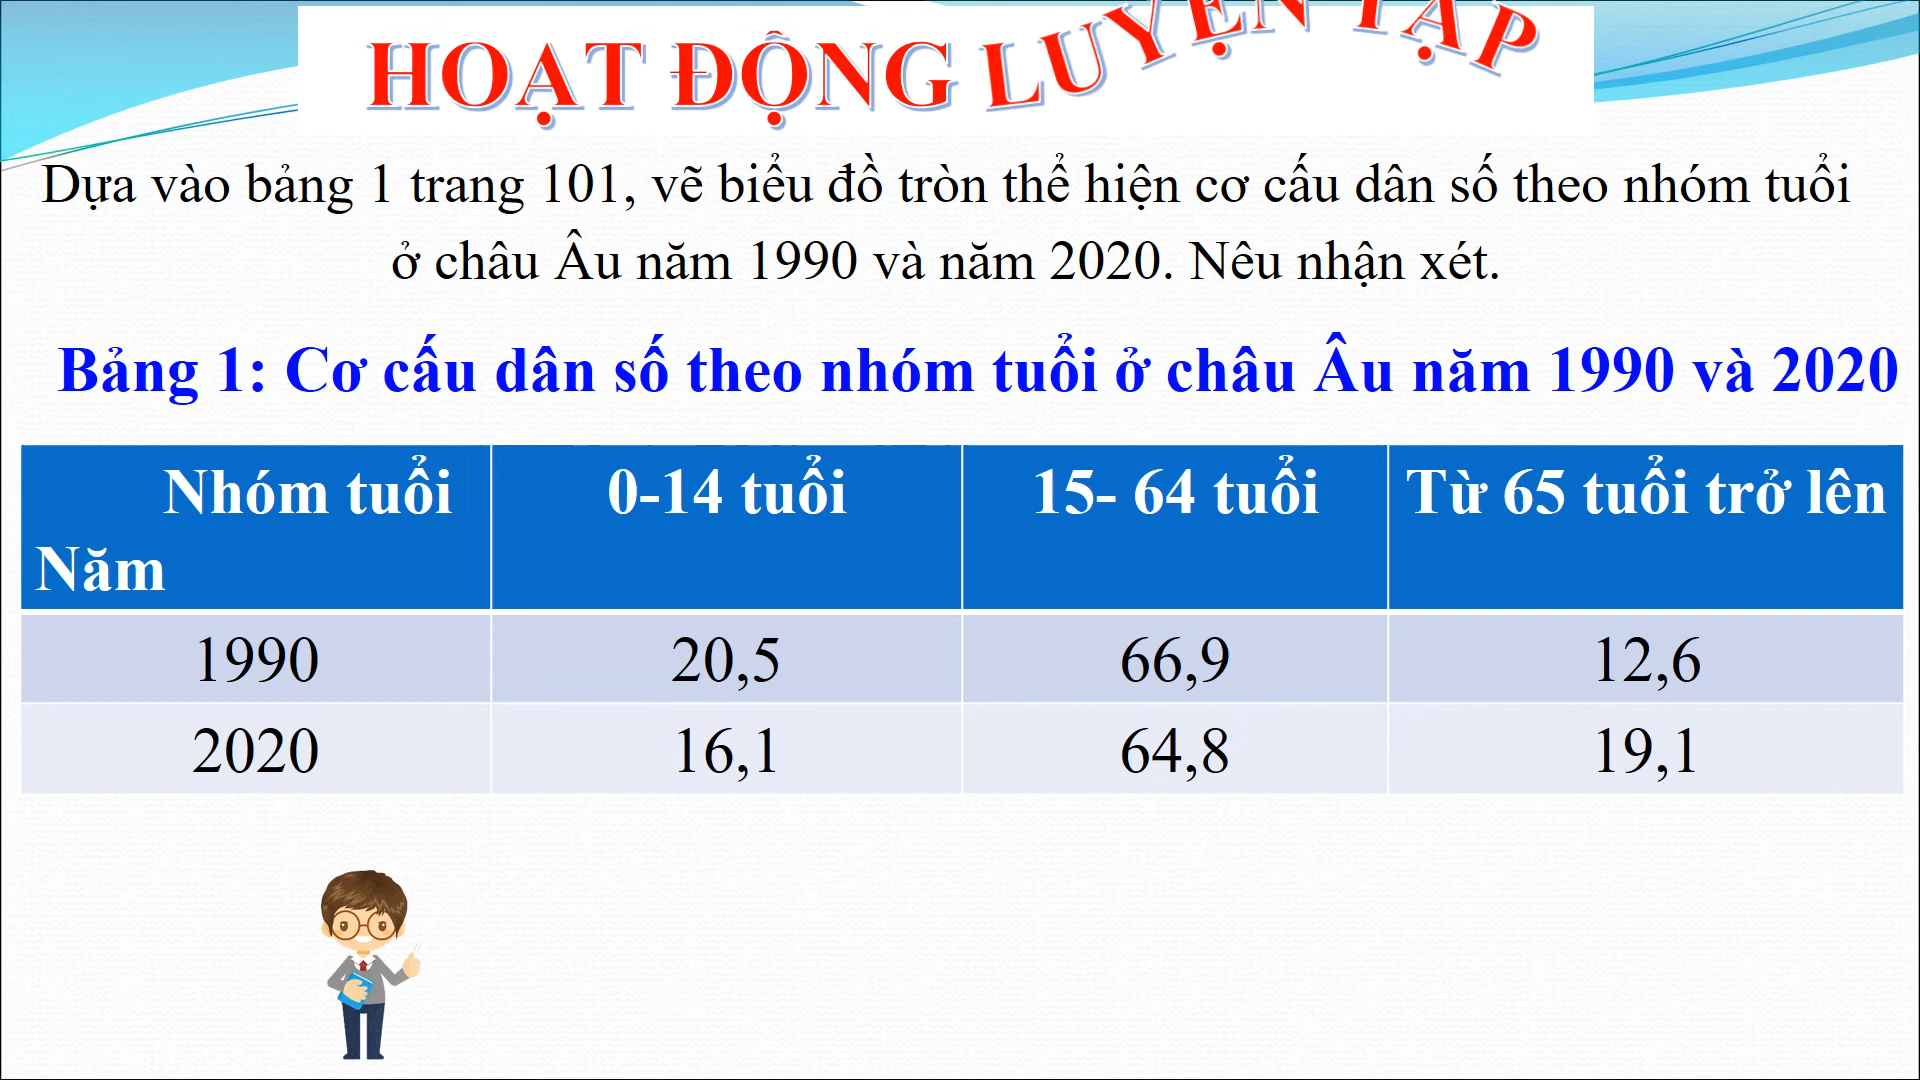 HOẠT ĐỘNG LUYỆN TẬP
Dựa vào bảng 1 trang 101, vẽ biểu đồ tròn thể hiện cơ cấu dân số theo nhóm tuổi
ở châu Âu năm 1990 và năm 2020. Nêu nhận xét.
Bảng 1: Cơ cấu dân số theo nhóm tuổi ở châu Âu năm 1990 và 2020
Nhóm tuổi 0-14 tuổi 15- 64 tuổi Từ 65 tuổi trở lên
Năm
1990 20,5 66,9 12,6
2020 16,1 64,8 19,1